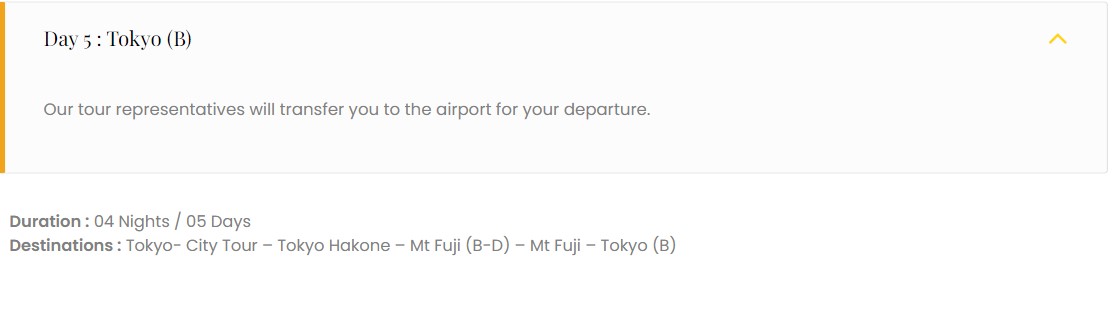 Day 5 : Tokyo (B)
Our tour representatives will transfer you to the airport for your departure.
Duration : 04 Nights / 05 Days
Destinations : Tokyo- City Tour – Tokyo Hakone – Mt Fuji (B-D) – Mt Fuji – Tokyo (B)